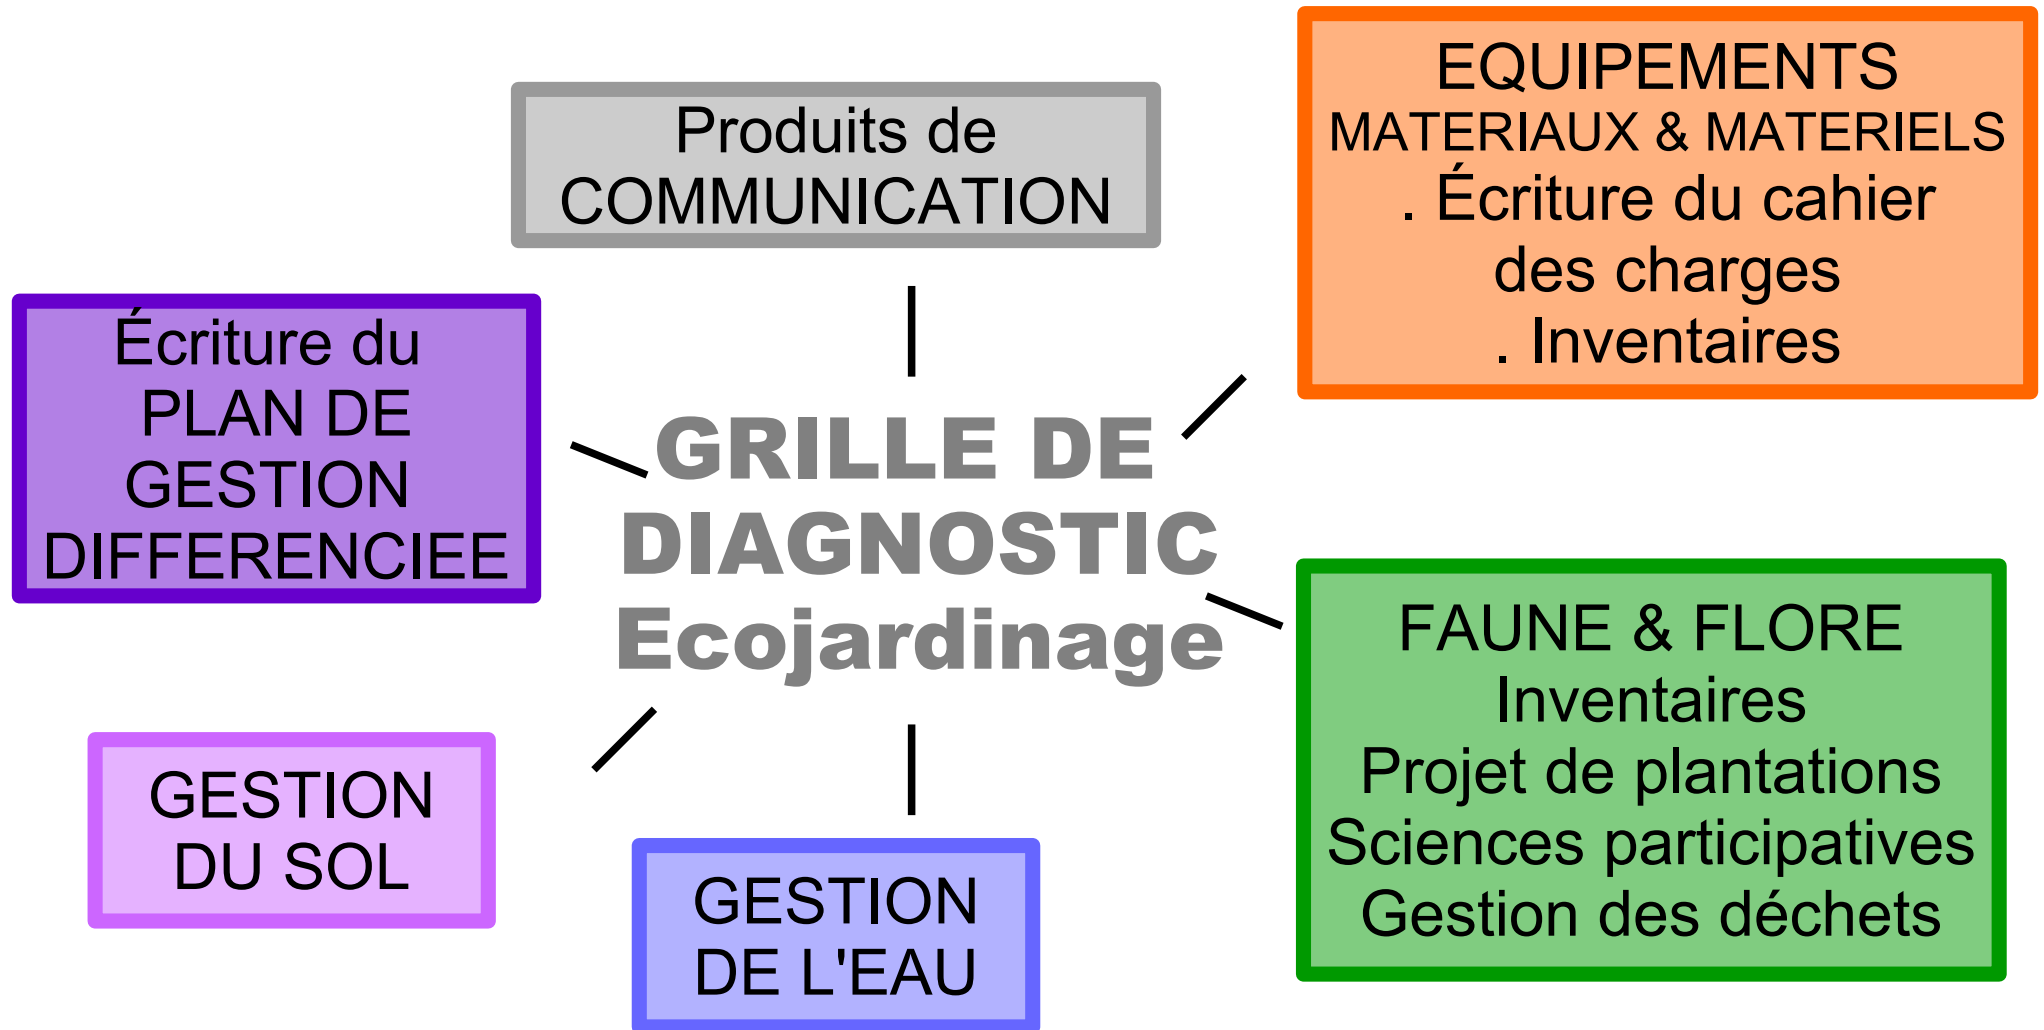 Produits de
COMMUNICATION
EQUIPEMENTS
MATERIAUX & MATERIELS
. Écriture du cahier
des charges
. Inventaires
Écriture du
PLAN DE
GESTION
DIFFERENCIEE
GRILLE DE
DIAGNOSTIC
Ecojardinage
FAUNE & FLORE
Inventaires
Projet de plantations
Sciences participatives
Gestion des déchets
GESTION
DU SOL
GESTION
DE L'EAU